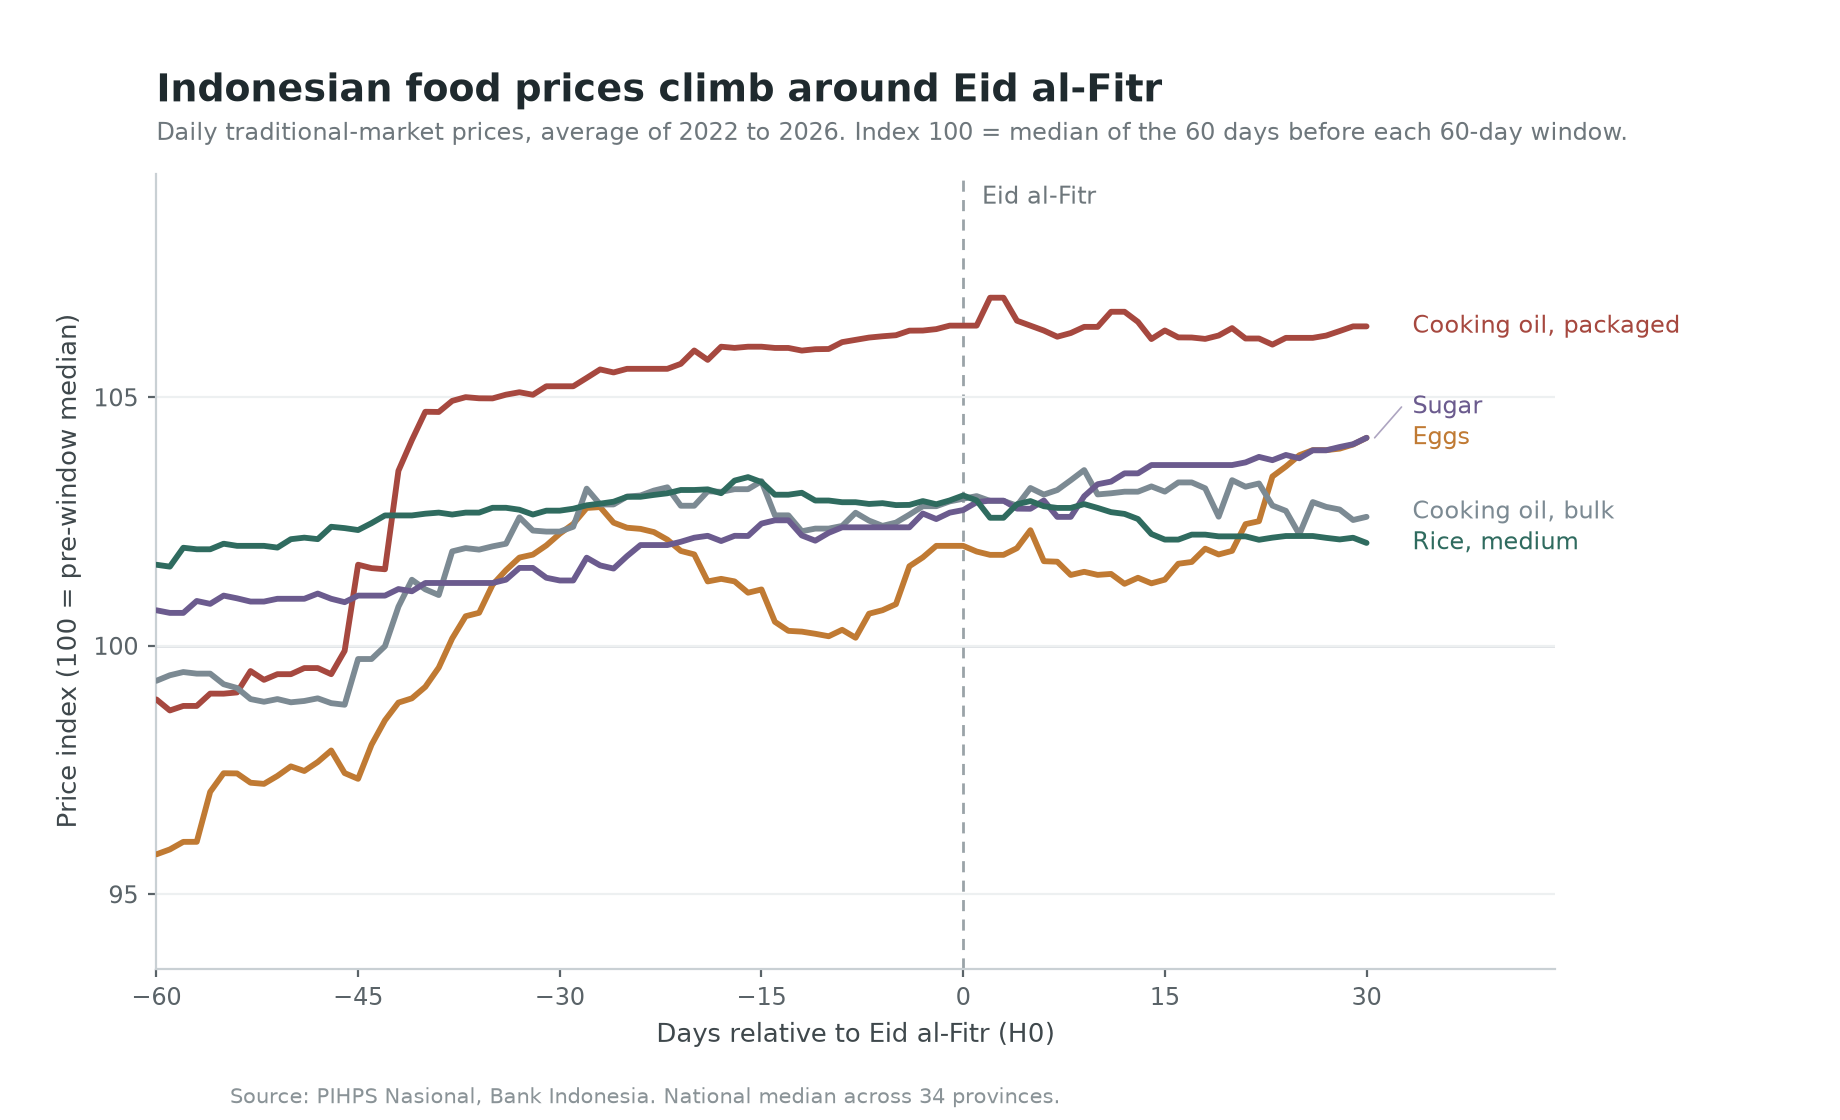 Indonesian food prices climb around Eid al-Fitr
Daily traditional-market prices, average of 2022 to 2026. Index 100 = median of the 60 days before each 60-day window.
Eid al-Fitr
Price index (100 = pre-window median)
105
100
95
Cooking oil, packaged
Sugar
Eggs
Cooking oil, bulk
Rice, medium
−60
−45
−30
−15
0
15
30
Days relative to Eid al-Fitr (H0)
Source: PIHPS Nasional, Bank Indonesia. National median across 34 provinces.